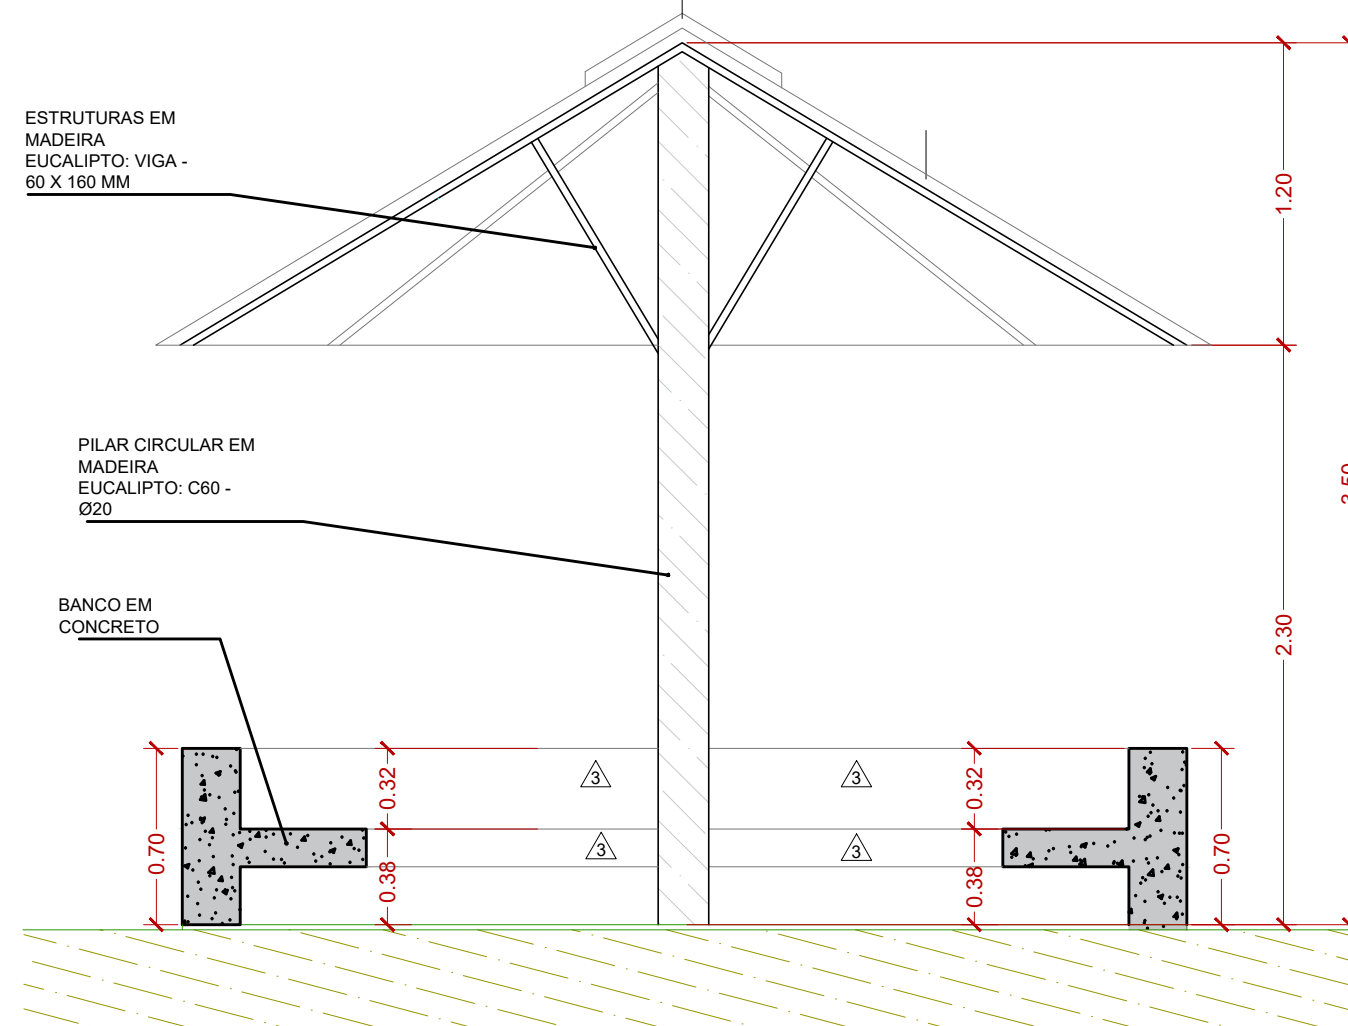 ESTRUTURAS EM
MADEIRA
EUCALIPTO: VIGA -
60 X 160 MM
1.20
PILAR CIRCULAR EM
MADEIRA
EUCALIPTO: C60 -
Ø20
2.30
BANCO EM
CONCRETO
0.70
0.32
0.38
3
3
3
3
0.32
0.38
0.70